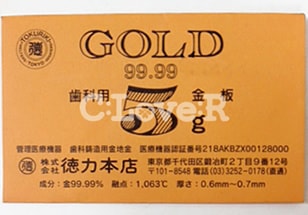 TOKURIKI
徳
TOKYO
GOLD
99.99
歯科用 5g 金板
C.LoveR
管理医療機器 歯科鋳造用金地金 医療機器認証番号218AKBZX00128000
徳 株式会社 徳力本店
東京都千代田区鍛冶町2丁目9番12号
〒101-8548 電話(03)3252-0178(直通)
成分:金99.99% 融点:1,063℃ 厚さ:0.6mm~0.7mm